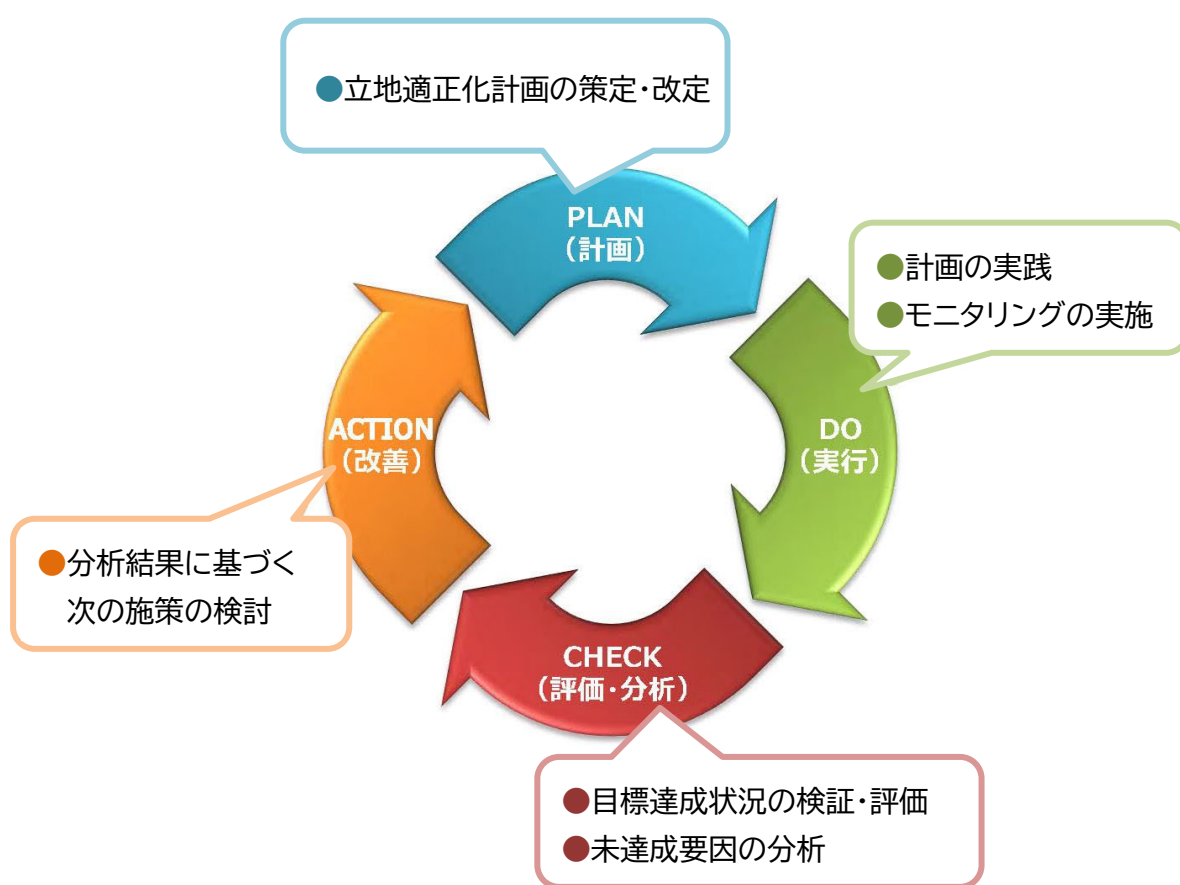 ●立地適正化計画の策定・改定
PLAN
（計画）
●計画の実践
●モニタリングの実施
DO
（実行）
ACTION
（改善）
●分析結果に基づく
次の施策の検討
CHECK
（評価・分析）
●目標達成状況の検証・評価
●未達成要因の分析